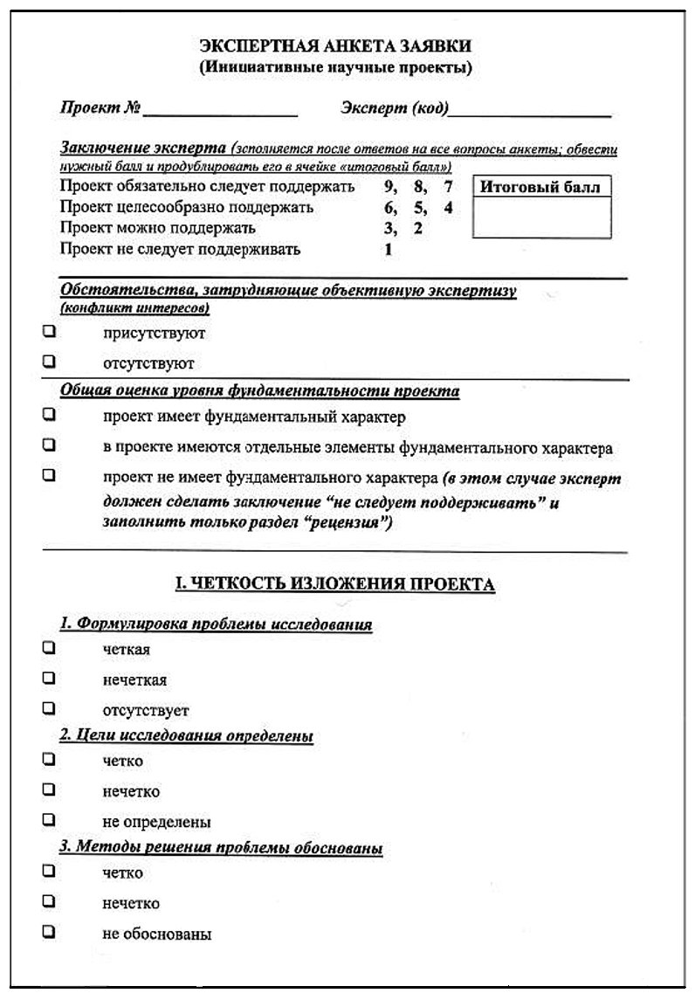 ЭКСПЕРТНАЯ АНКЕТА ЗАЯВКИ
(Инициативные научные проекты)
Проект № ________________ Эксперт (код)_________________
Заключение эксперта (зсполняется после ответов на все вопросы анкеты; обвести
нужный балл и продублировать его в ячейке «итоговый балл»)
Проект обязательно следует поддержать 9, 8, 7 Итоговый балл
Проект целесообразно поддержать 6, 5, 4
Проект можно поддержать 3, 2
Проект не следует поддерживать 1
Обстоятельства, затрудняющие объективную экспертизу
(конфликт интересов)
❑ присутствуют
❑ отсутствуют
Общая оценка уровня фундаментальности проекта
❑ проект имеет фундаментальный характер
❑ в проекте имеются отдельные элементы фундаментального характера
❑ проект не имеет фундаментального характера (в этом случае эксперт
должен сделать заключение “не следует поддерживать” и
заполнить только раздел “рецензия”)
I. ЧЕТКОСТЬ ИЗЛОЖЕНИЯ ПРОЕКТА
1. Формулировка проблемы исследования
❑ четкая
❑ нечеткая
❑ отсутствует
2. Цели исследования определены
❑ четко
❑ нечетко
❑ не определены
3. Методы решения проблемы обоснованы
❑ четко
❑ нечетко
❑ не обоснованы